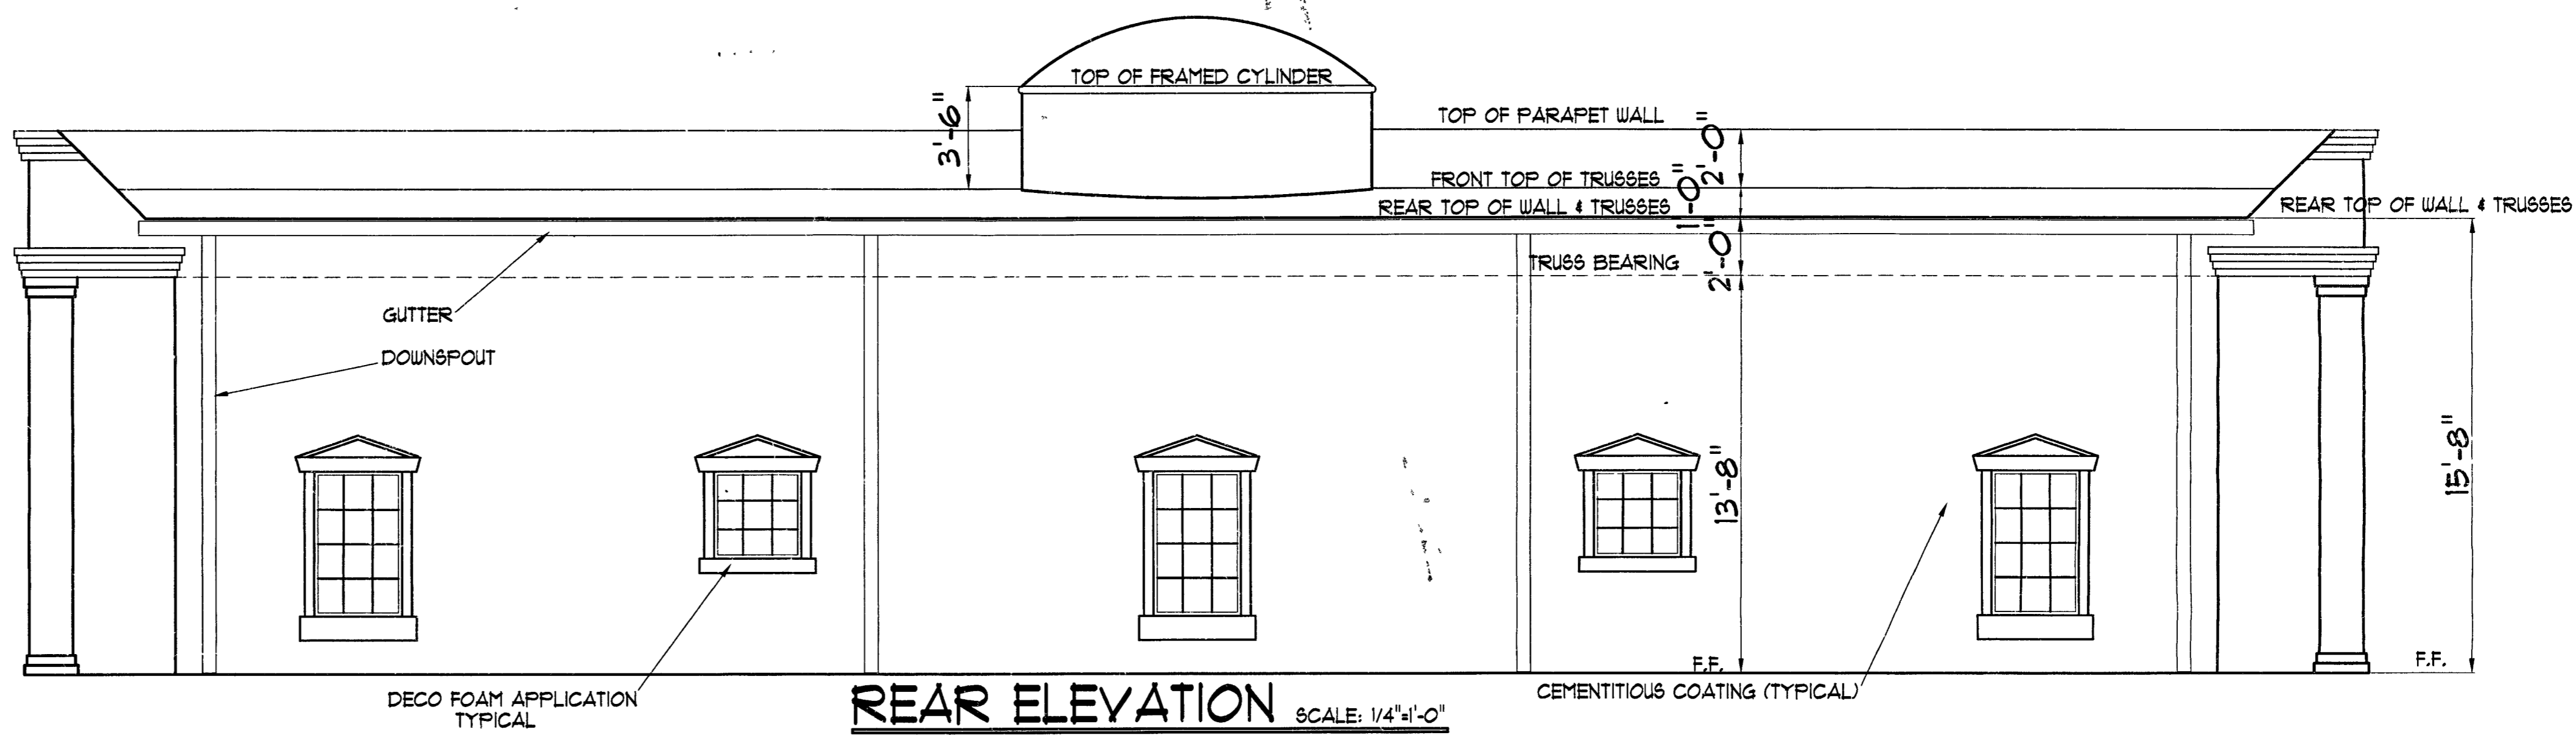 TOP OF FRAMED CYLINDER
3'-6"
TOP OF PARAPET WALL
2'-0"
FRONT TOP OF TRUSSES
1'-0"
REAR TOP OF WALL & TRUSSES
REAR TOP OF WALL & TRUSSES
2'-0"
TRUSS BEARING
GUTTER
DOWNSPOUT
13'-8"
15'-8"
F.F.
F.F.
DECO FOAM APPLICATION
TYPICAL
CEMENTITIOUS COATING (TYPICAL)
REAR ELEVATION SCALE: 1/4"=1'-0"